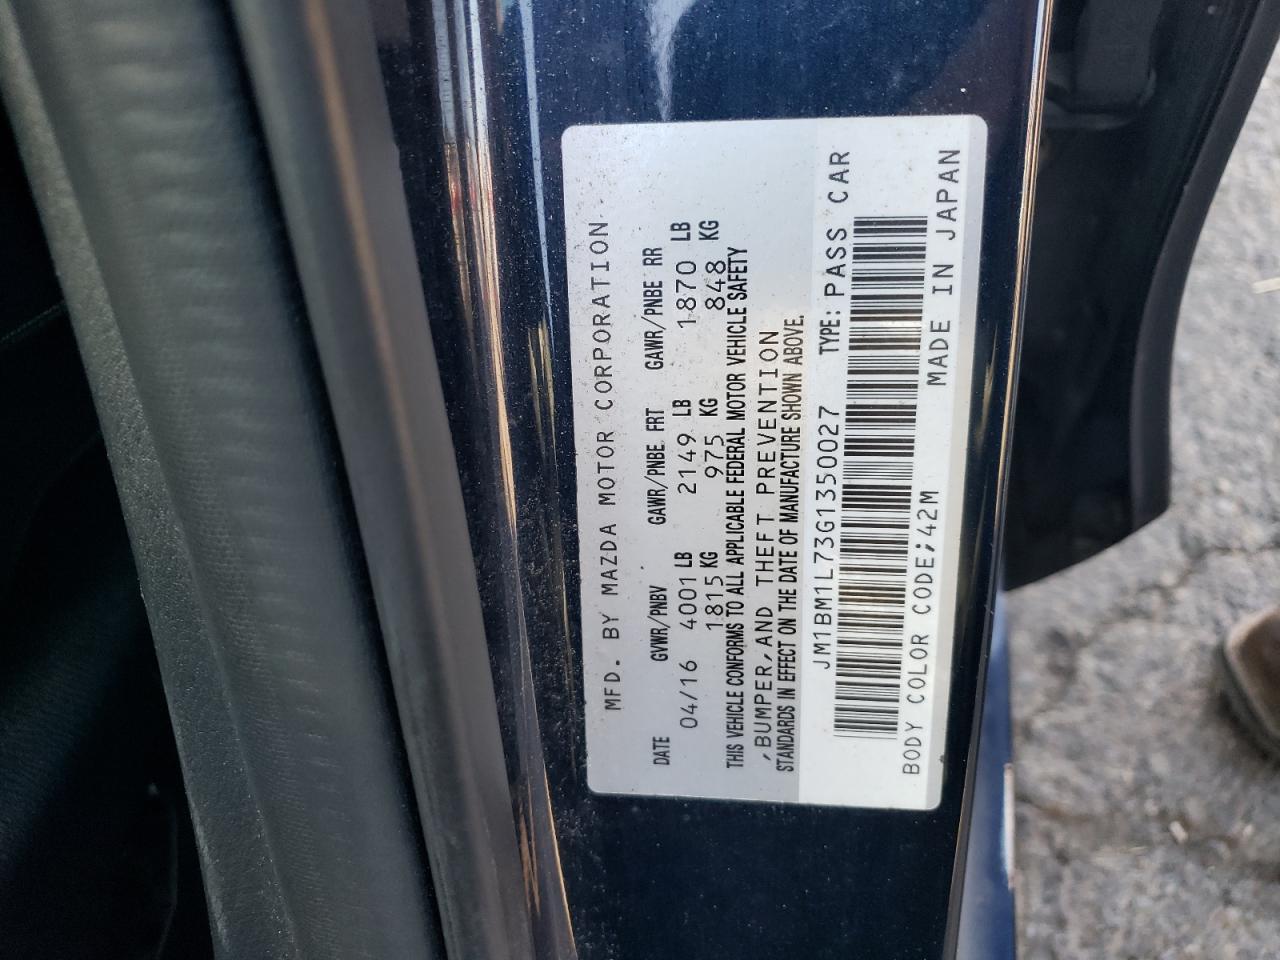 MFD. BY MAZDA MOTOR CORPORATION
DATE GVWR/PNBV GAWR/PNBE FRT GAWR/PNBE RR
04/16 4001 LB 2149 LB 1870 LB
1815 KG 975 KG 848 KG
THIS VEHICLE CONFORMS TO ALL APPLICABLE FEDERAL MOTOR VEHICLE SAFETY
,BUMPER,AND THEFT PREVENTION
STANDARDS IN EFFECT ON THE DATE OF MANUFACTURE SHOWN ABOVE.
JM1BM1L73G1350027 TYPE: PASS CAR
BODY COLOR CODE;42M MADE IN JAPAN